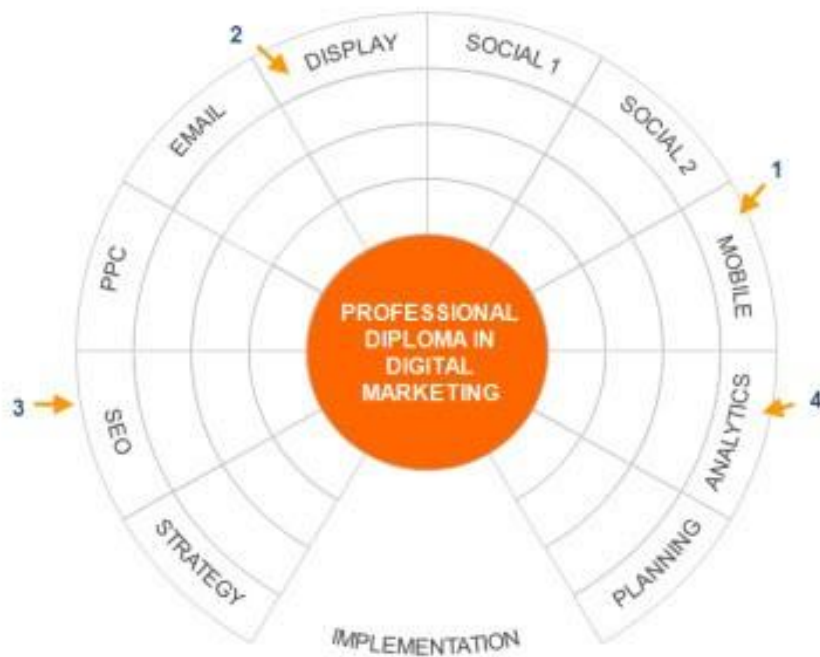 2
DISPLAY
SOCIAL 1
EMAIL
SOCIAL 2
1
PPC
MOBILE
PROFESSIONAL
DIPLOMA IN
DIGITAL
MARKETING
3
SEO
ANALYTICS
4
STRATEGY
PLANNING
IMPLEMENTATION